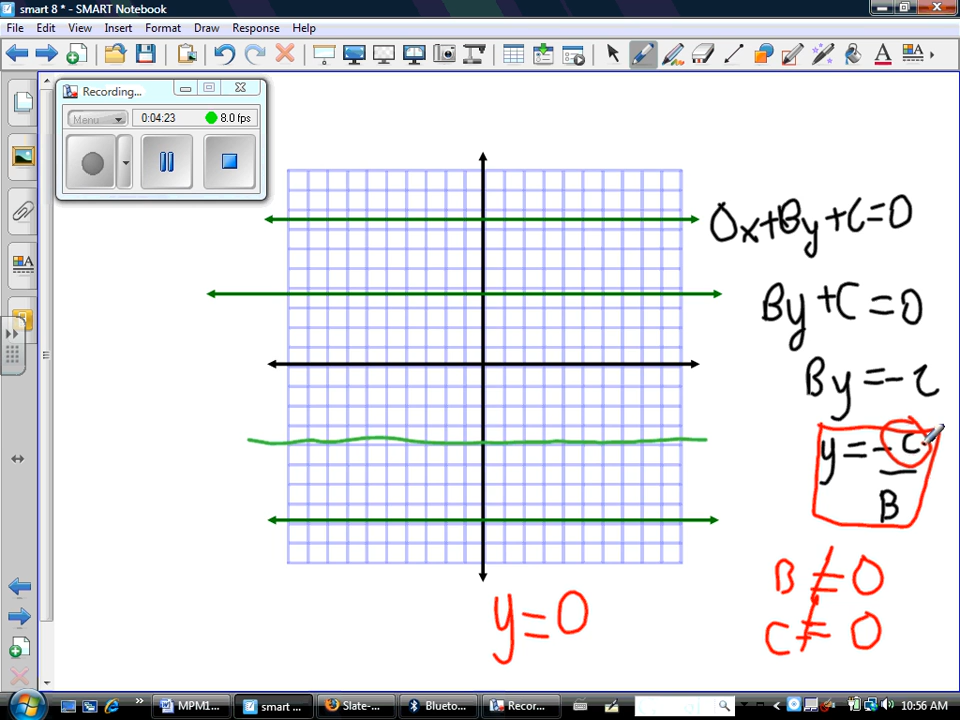 smart 8 * - SMART Notebook
File Edit View Insert Format Draw Response Tools Help
Recording...
Menu 0:04:23 8.0 fps
0x+By+C=0
By+C=0
By=-C
y=-C
B
B≠0
y=0
C≠0
MPM1... smart ... Slate-... Blueto... Recor... 10:56 AM